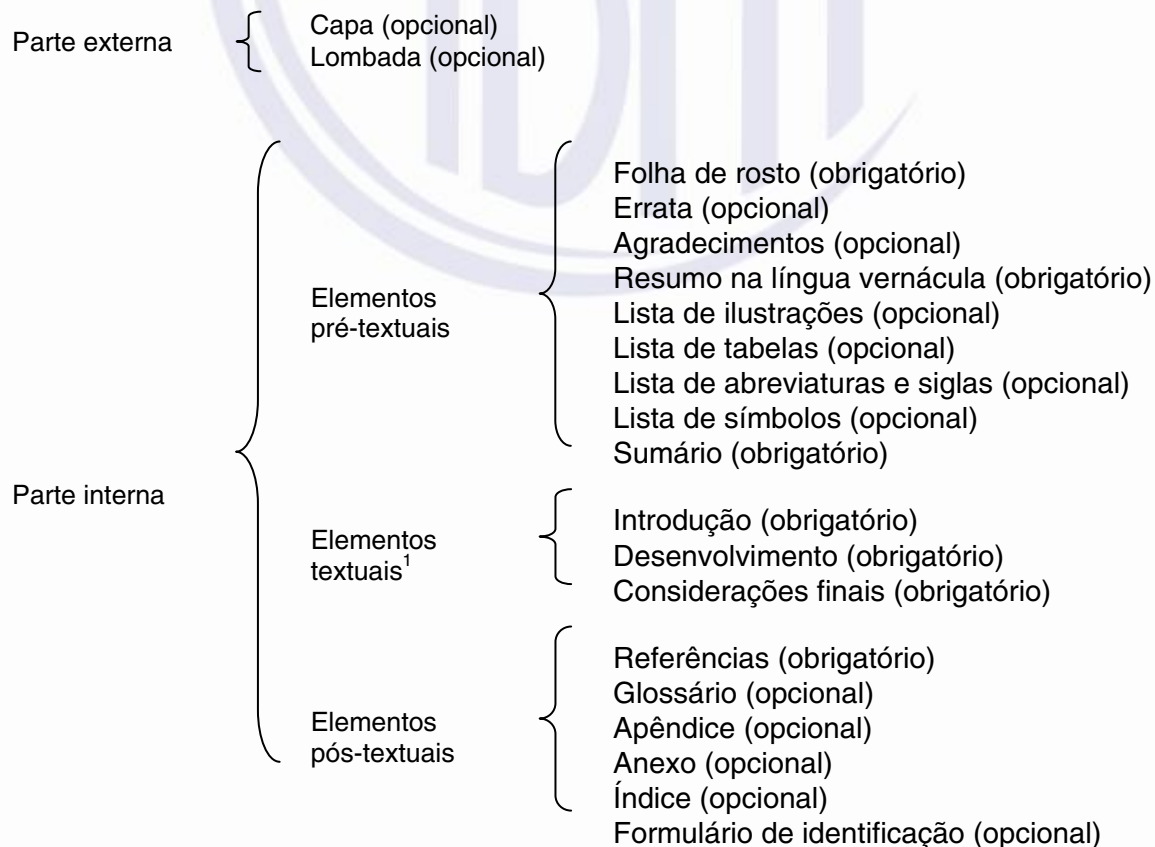 Parte externa
Capa (opcional)
Lombada (opcional)
Parte interna
Elementos
pré-textuais
Folha de rosto (obrigatório)
Errata (opcional)
Agradecimentos (opcional)
Resumo na língua vernácula (obrigatório)
Lista de ilustrações (opcional)
Lista de tabelas (opcional)
Lista de abreviaturas e siglas (opcional)
Lista de símbolos (opcional)
Sumário (obrigatório)
Elementos
textuais¹
Introdução (obrigatório)
Desenvolvimento (obrigatório)
Considerações finais (obrigatório)
Elementos
pós-textuais
Referências (obrigatório)
Glossário (opcional)
Apêndice (opcional)
Anexo (opcional)
Índice (opcional)
Formulário de identificação (opcional)